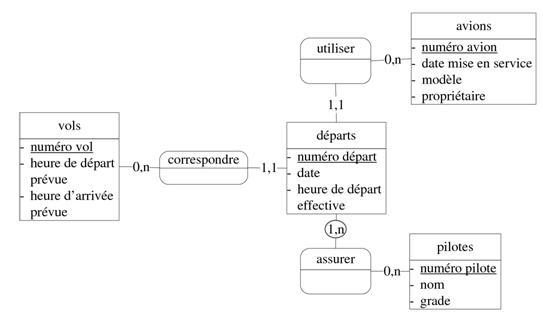 avions
- numéro avion
- date mise en service
- modèle
- propriétaire
utiliser
0,n
1,1
vols
- numéro vol
- heure de départ
prévue
- heure d'arrivée
prévue
0,n
correspondre
1,1
départs
- numéro départ
- date
- heure de départ
effective
1,n
assurer
0,n
pilotes
- numéro pilote
- nom
- grade